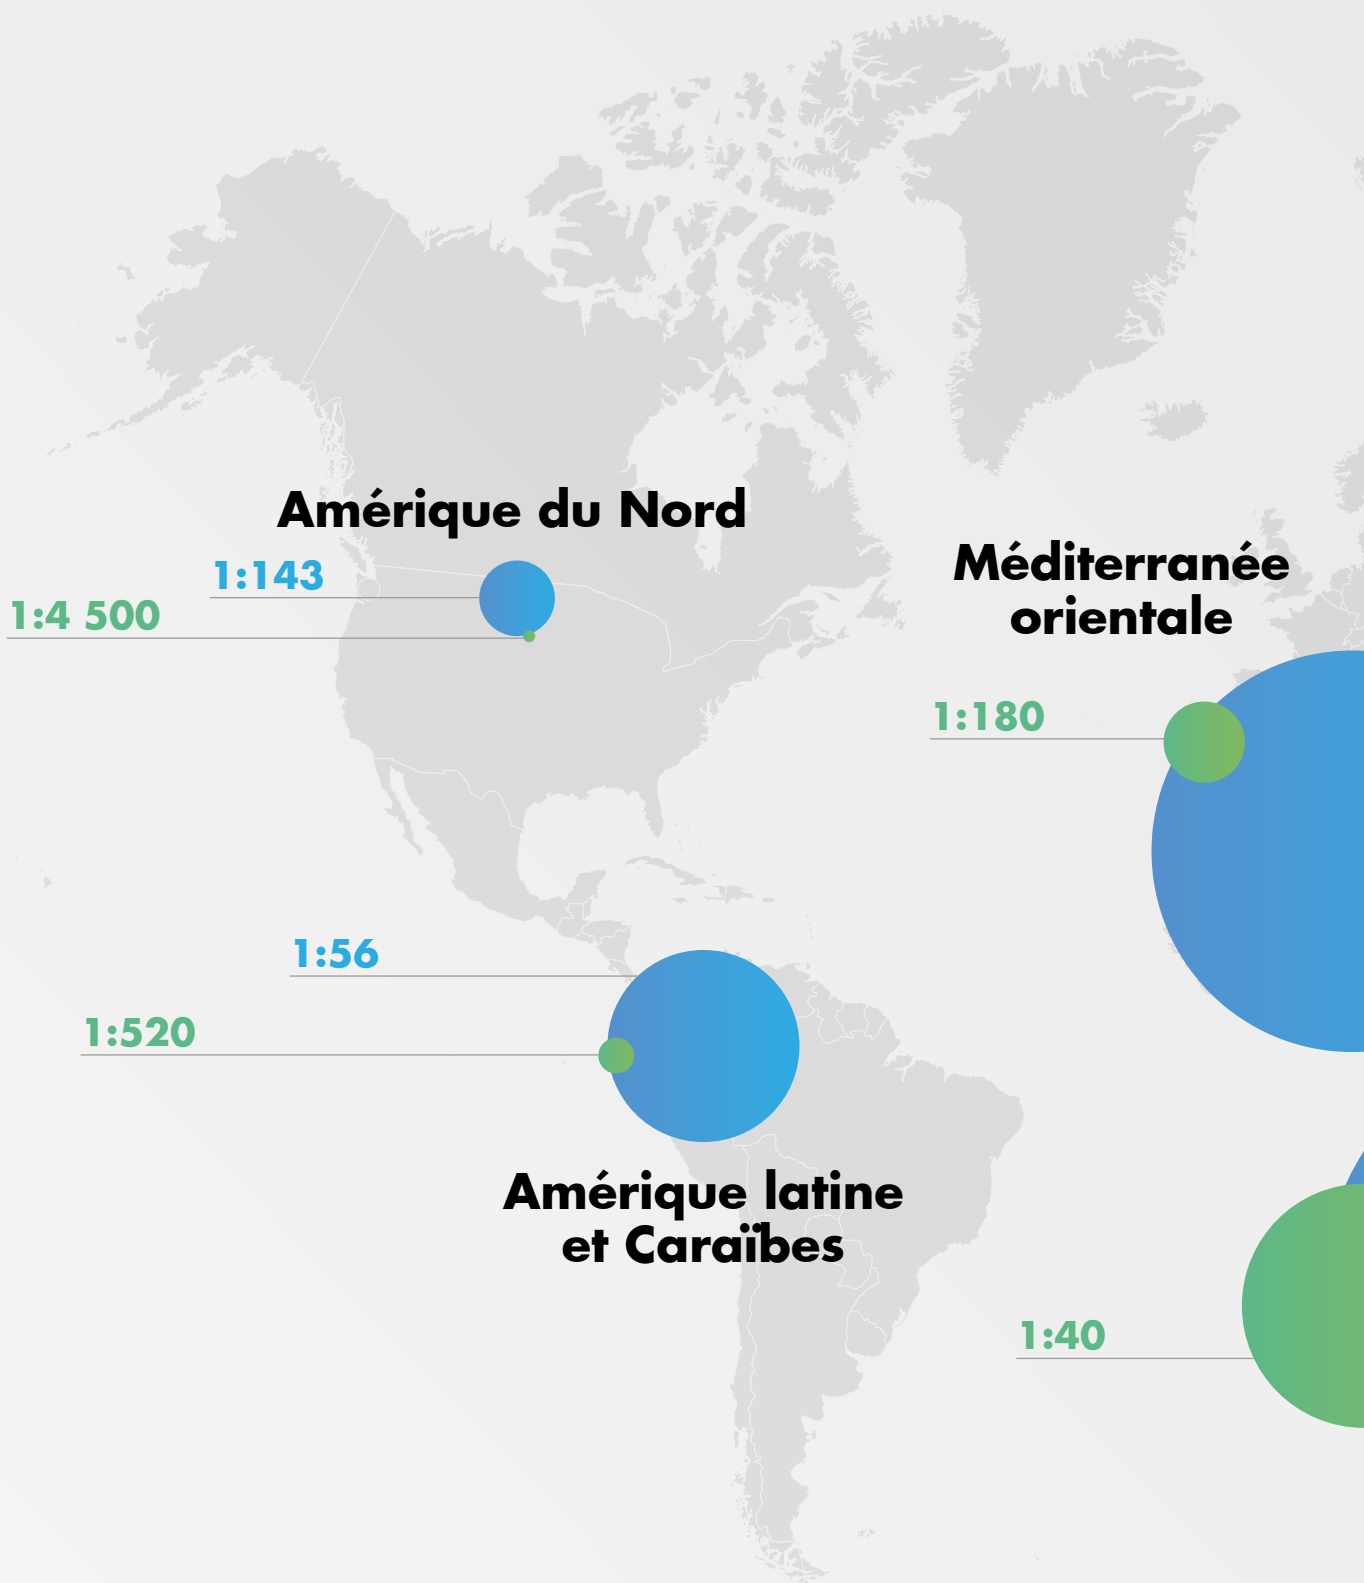 Amérique du Nord
1:143
1:4 500
Méditerranée
orientale
1:180
1:56
1:520
Amérique latine
et Caraïbes
1:40